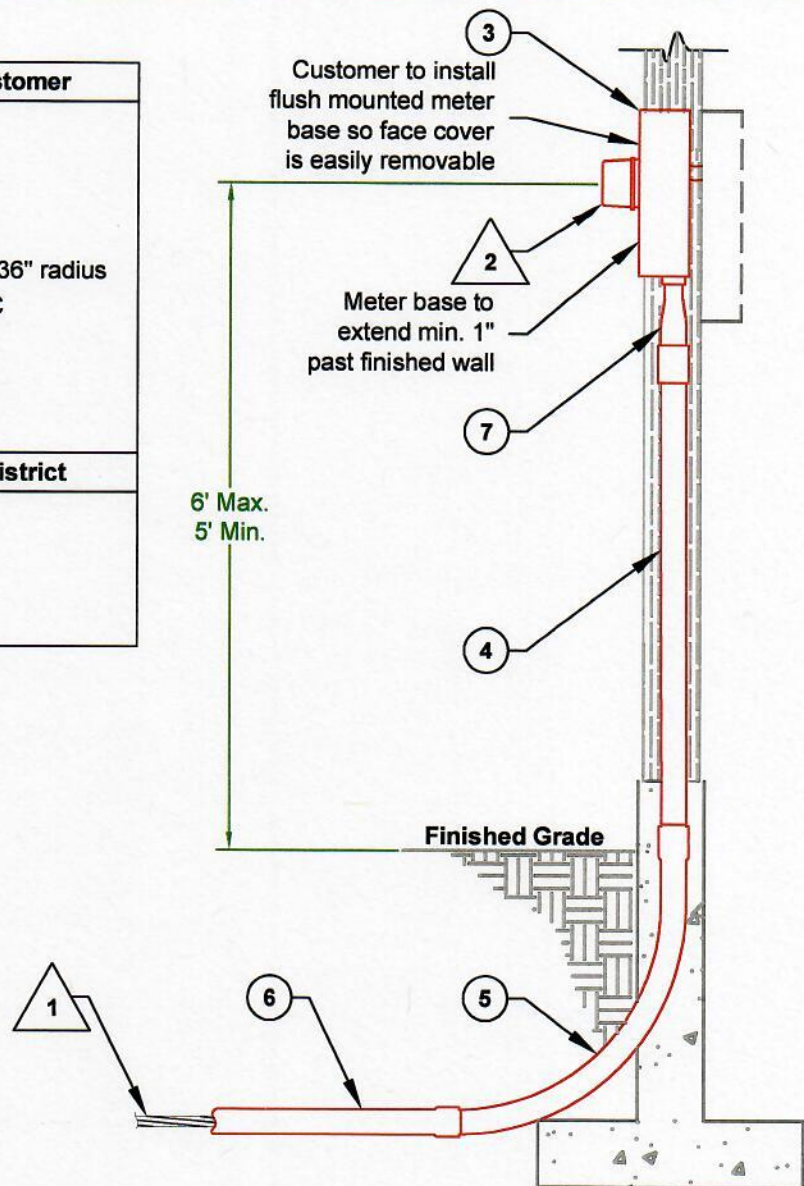 stomer
36" radius
istrict
3
Customer to install
flush mounted meter
base so face cover
is easily removable
2
Meter base to
extend min. 1"
past finished wall
7
6' Max.
5' Min.
4
Finished Grade
1
6
5